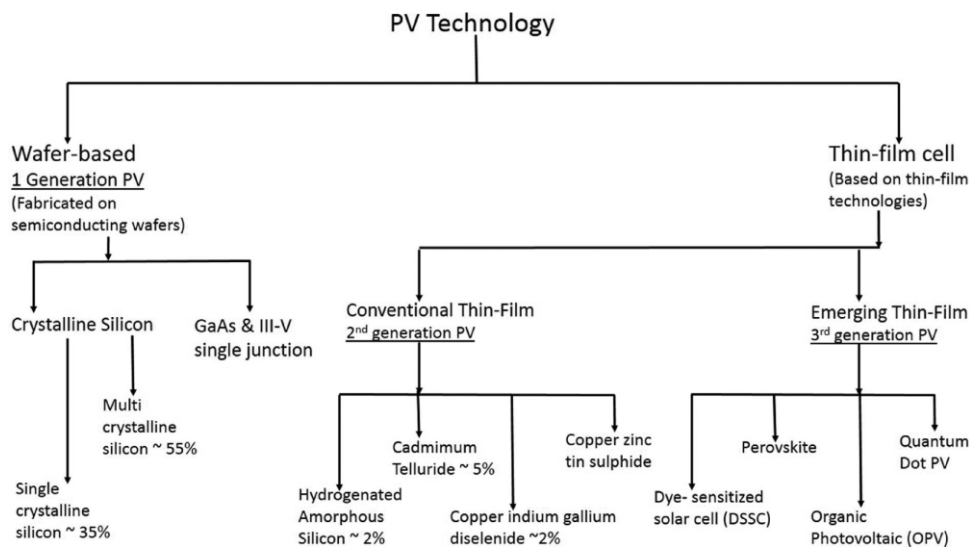 PV Technology
Wafer-based
1 Generation PV
(Fabricated on
semiconducting wafers)
Thin-film cell
(Based on thin-film
technologies)
Crystalline Silicon
GaAs & III-V
single junction
Conventional Thin-Film
2nd generation PV
Emerging Thin-Film
3rd generation PV
Multi
crystalline
silicon ~ 55%
Single
crystalline
silicon ~ 35%
Hydrogenated
Amorphous
Silicon ~ 2%
Cadmimum
Telluride ~ 5%
Copper indium gallium
diselenide ~2%
Copper zinc
tin sulphide
Dye- sensitized
solar cell (DSSC)
Perovskite
Organic
Photovoltaic (OPV)
Quantum
Dot PV